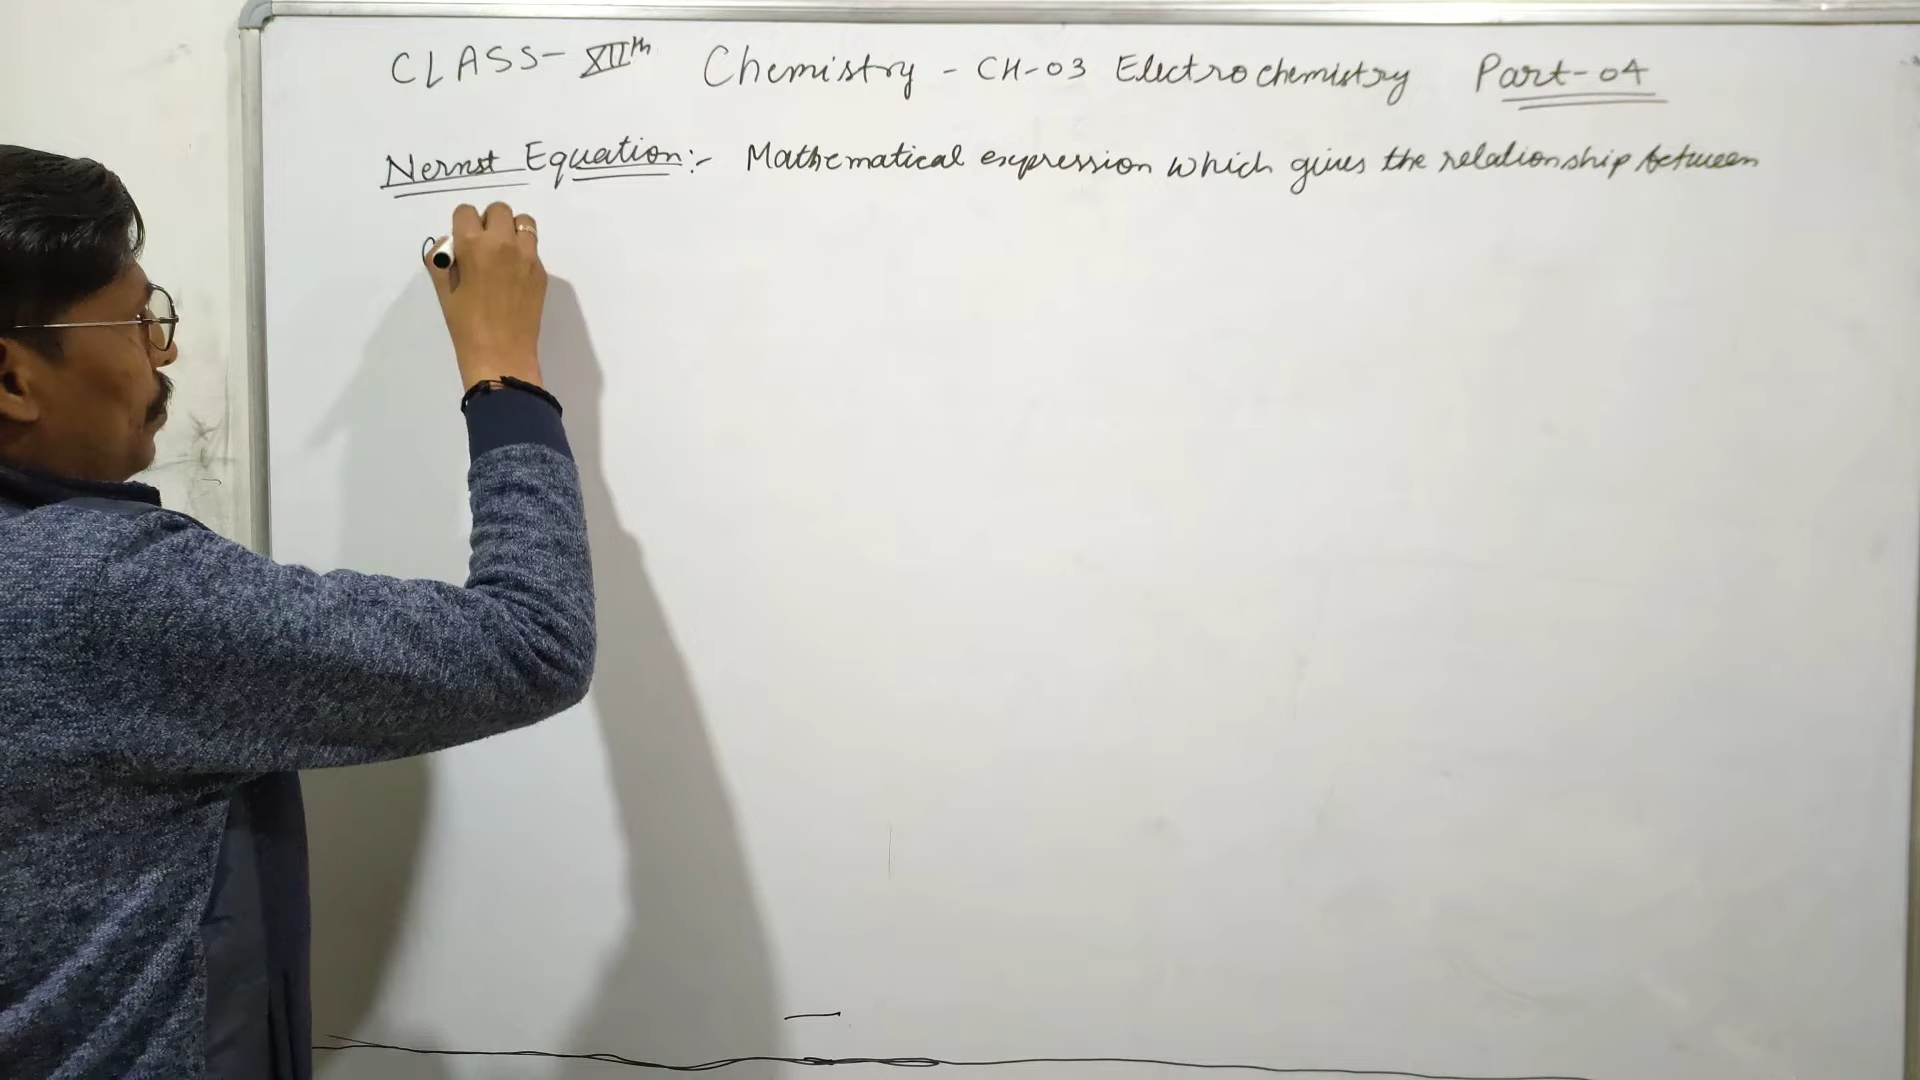 CLASS- XIIth Chemistry - CH-03 Electrochemistry Part-04
Nernst Equation:- Mathematical expression which gives the relationship between